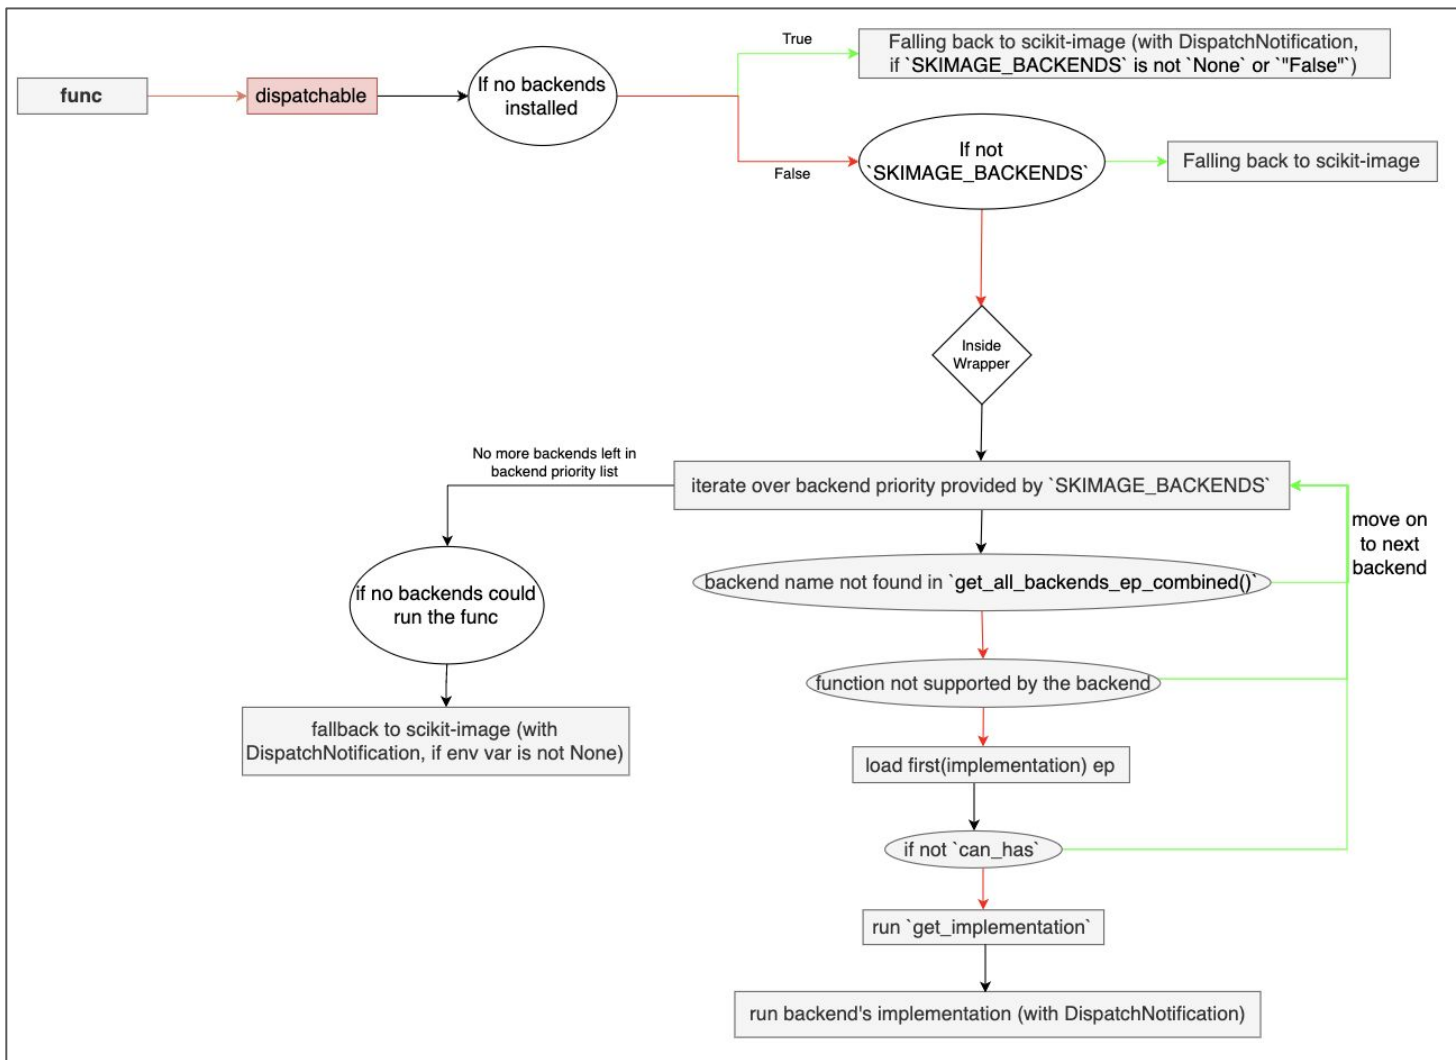 func
dispatchable
If no backends
installed
True
Falling back to scikit-image (with DispatchNotification,
if `SKIMAGE_BACKENDS` is not `None` or `"False"`)
False
If not
`SKIMAGE_BACKENDS`
Falling back to scikit-image
Inside
Wrapper
No more backends left in
backend priority list
iterate over backend priority provided by `SKIMAGE_BACKENDS`
move on
to next
backend
backend name not found in `get_all_backends_ep_combined()`
if no backends could
run the func
function not supported by the backend
fallback to scikit-image (with
DispatchNotification, if env var is not None)
load first(implementation) ep
if not `can_has`
run `get_implementation`
run backend's implementation (with DispatchNotification)